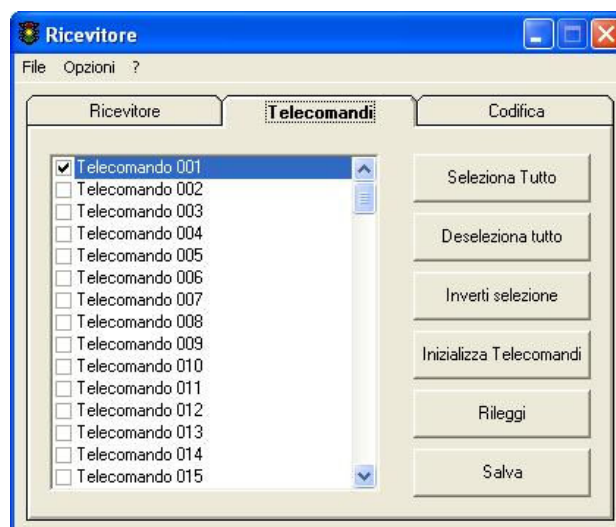 Ricevitore
File Opzioni ?
Ricevitore Telecomandi Codifica
Telecomando 001
Telecomando 002
Telecomando 003
Telecomando 004
Telecomando 005
Telecomando 006
Telecomando 007
Telecomando 008
Telecomando 009
Telecomando 010
Telecomando 011
Telecomando 012
Telecomando 013
Telecomando 014
Telecomando 015
Seleziona Tutto
Deseleziona tutto
Inverti selezione
Inizializza Telecomandi
Rileggi
Salva